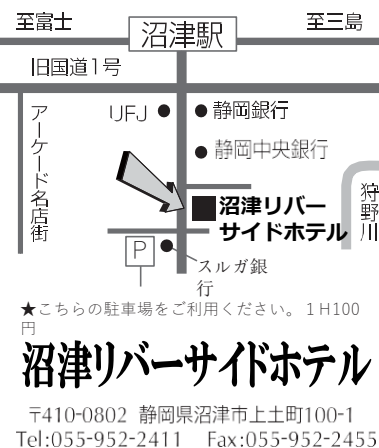 至富士
沼津駅
至三島
旧国道1号
UFJ
静岡銀行
静岡中央銀行
アーケード名店街
沼津リバー
サイドホテル
狩野川
P
スルガ銀
行
★こちらの駐車場をご利用ください。1H100
円
沼津リバーサイドホテル
〒410-0802 静岡県沼津市上土町100-1
Tel:055-952-2411 Fax:055-952-2455